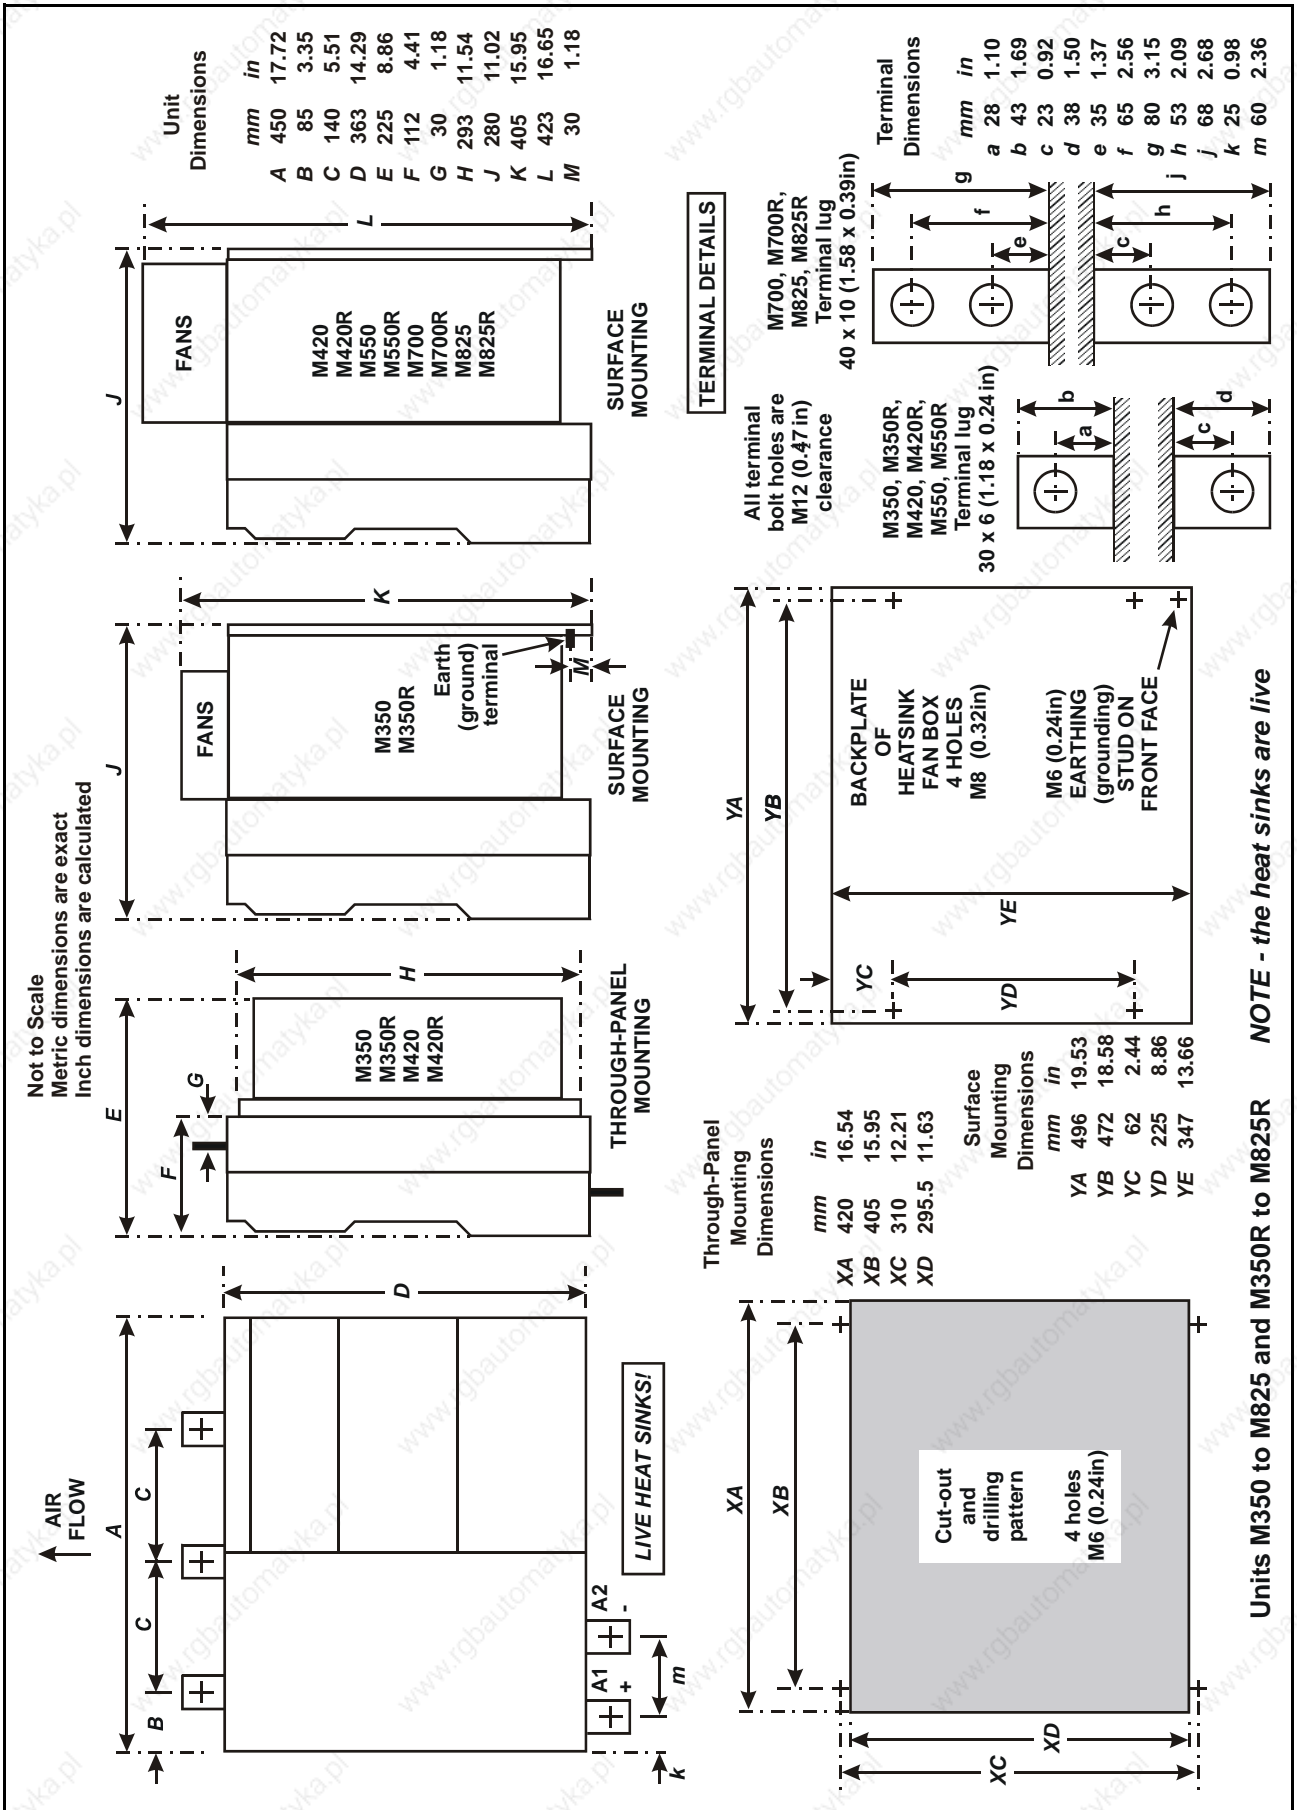 Not to Scale
Metric dimensions are exact
Inch dimensions are calculated
AIR
FLOW
A
B
C
C
D
A1
+
A2
-
k
m
LIVE HEAT SINKS!
E
F
G
H
M350
M350R
M420
M420R
THROUGH-PANEL
MOUNTING
J
FANS
K
M350
M350R
Earth
(ground)
terminal
M
SURFACE
MOUNTING
J
FANS
L
M420
M420R
M550
M550R
M700
M700R
M825
M825R
SURFACE
MOUNTING
Unit
Dimensions
mm in
A 450 17.72
B 85 3.35
C 140 5.51
D 363 14.29
E 225 8.86
F 112 4.41
G 30 1.18
H 293 11.54
J 280 11.02
K 405 15.95
L 423 16.65
M 30 1.18
XA
XB
XC
XD
Cut-out
and
drilling
pattern
4 holes
M6 (0.24in)
Through-Panel
Mounting
Dimensions
mm in
XA 420 16.54
XB 405 15.95
XC 310 12.21
XD 295.5 11.63
Surface
Mounting
Dimensions
mm in
YA 496 19.53
YB 472 18.58
YC 62 2.44
YD 225 8.86
YE 347 13.66
YA
YB
YC
YD
YE
BACKPLATE
OF
HEATSINK
FAN BOX
4 HOLES
M8 (0.32in)
M6 (0.24in)
EARTHING
(grounding)
STUD ON
FRONT FACE
TERMINAL DETAILS
All terminal
bolt holes are
M12 (0.47in)
clearance
M350, M350R,
M420, M420R,
M550, M550R
Terminal lug
30 x 6 (1.18 x 0.24 in)
a
b
c
d
M700, M700R,
M825, M825R
Terminal lug
40 x 10 (1.58 x 0.39in)
e
f
g
c
h
j
Terminal
Dimensions
mm in
a 28 1.10
b 43 1.69
c 23 0.92
d 38 1.50
e 35 1.37
f 65 2.56
g 80 3.15
h 53 2.09
j 68 2.68
k 25 0.98
m 60 2.36
Units M350 to M825 and M350R to M825R
NOTE - the heat sinks are live
www.rgbautomatyka.pl